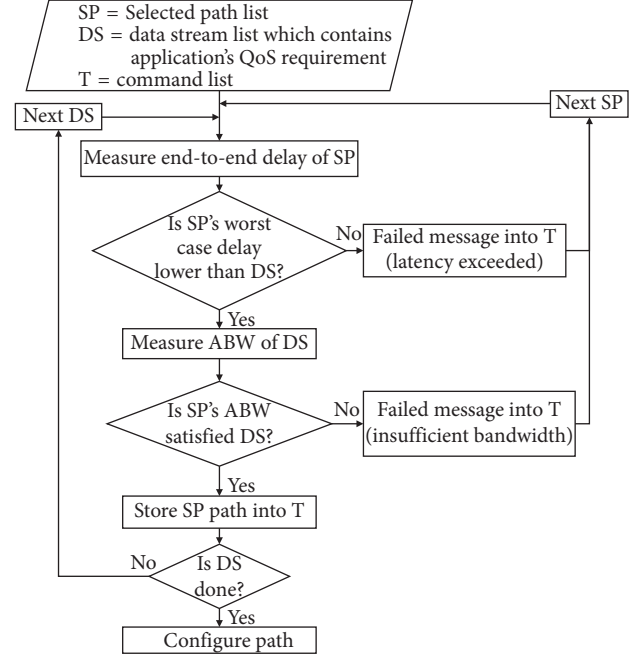 SP = Selected path list
DS = data stream list which contains
application's QoS requirement
T = command list
Next DS
Next SP
Measure end-to-end delay of SP
Is SP's worst
case delay
lower than DS?
No
Failed message into T
(latency exceeded)
Yes
Measure ABW of DS
Is SP's ABW
satisfied DS?
No
Failed message into T
(insufficient bandwidth)
Yes
Store SP path into T
No
Is DS
done?
Yes
Configure path